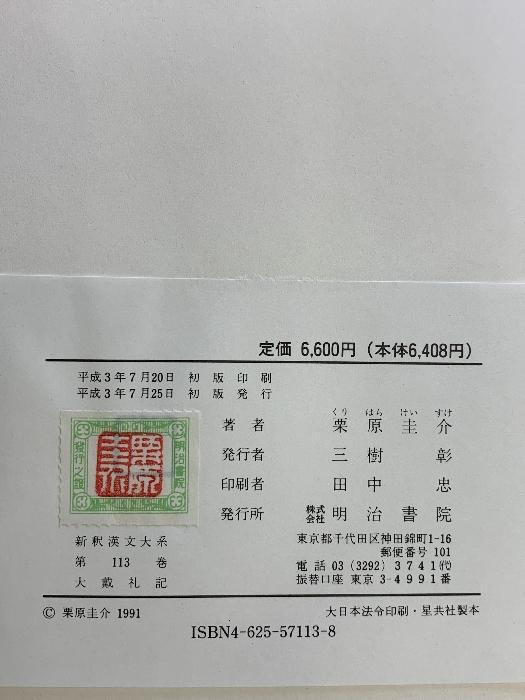 定価 6,600円（本体6,408円）
平成3年7月20日 初版印刷
平成3年7月25日 初版発行
くり はら けい すけ
著者 栗原圭介
発行者 三樹 彰
印刷者 田中 忠
発行所 株式会社 明治書院
東京都千代田区神田錦町1-16
郵便番号 101
電話 03(3292)3741㈹
振替口座 東京 3-4991番
明治書院
發行之證
栗原圭介
新釈漢文大系
第 113 巻
大戴礼記
© 栗原圭介 1991
大日本法令印刷・星共社製本
ISBN4-625-57113-8